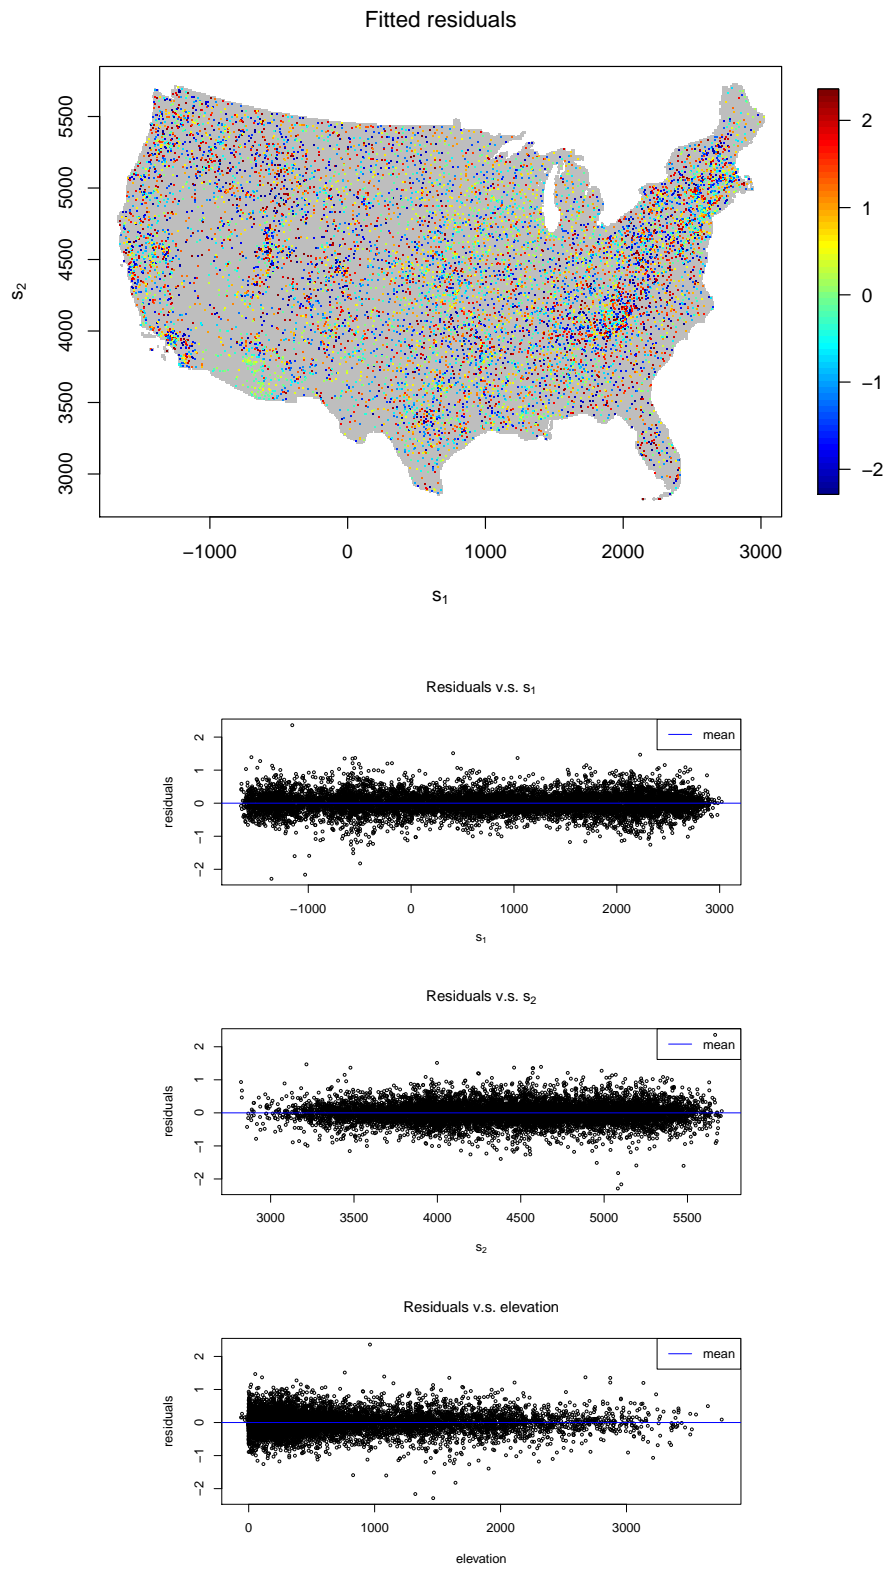 Fitted residuals
5500
5000
4500
4000
3500
3000
s₂
−1000 0 1000 2000 3000
s₁
2
1
0
−1
−2
Residuals v.s. s₁
mean
2
1
0
−1
−2
residuals
−1000 0 1000 2000 3000
s₁
Residuals v.s. s₂
mean
2
1
0
−1
−2
residuals
3000 3500 4000 4500 5000 5500
s₂
Residuals v.s. elevation
mean
2
1
0
−1
−2
residuals
0 1000 2000 3000
elevation